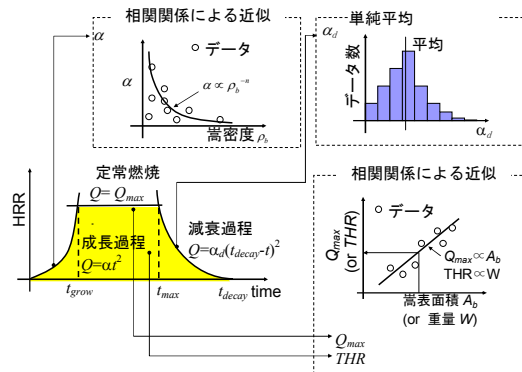 相関関係による近似
α
データ
α
α∝ρb⁻ⁿ
嵩密度 ρb
単純平均
αd
平均
データ数
αd
定常燃焼
Q= Qmax
HRR
成長過程
Q=αt²
減衰過程
Q=αd(tdecay-t)²
tgrow
tmax
tdecay time
相関関係による近似
データ
Qmax
(or THR)
Qmax∝Ab
THR∝W
嵩表面積 Ab
(or 重量 W)
Qmax
THR